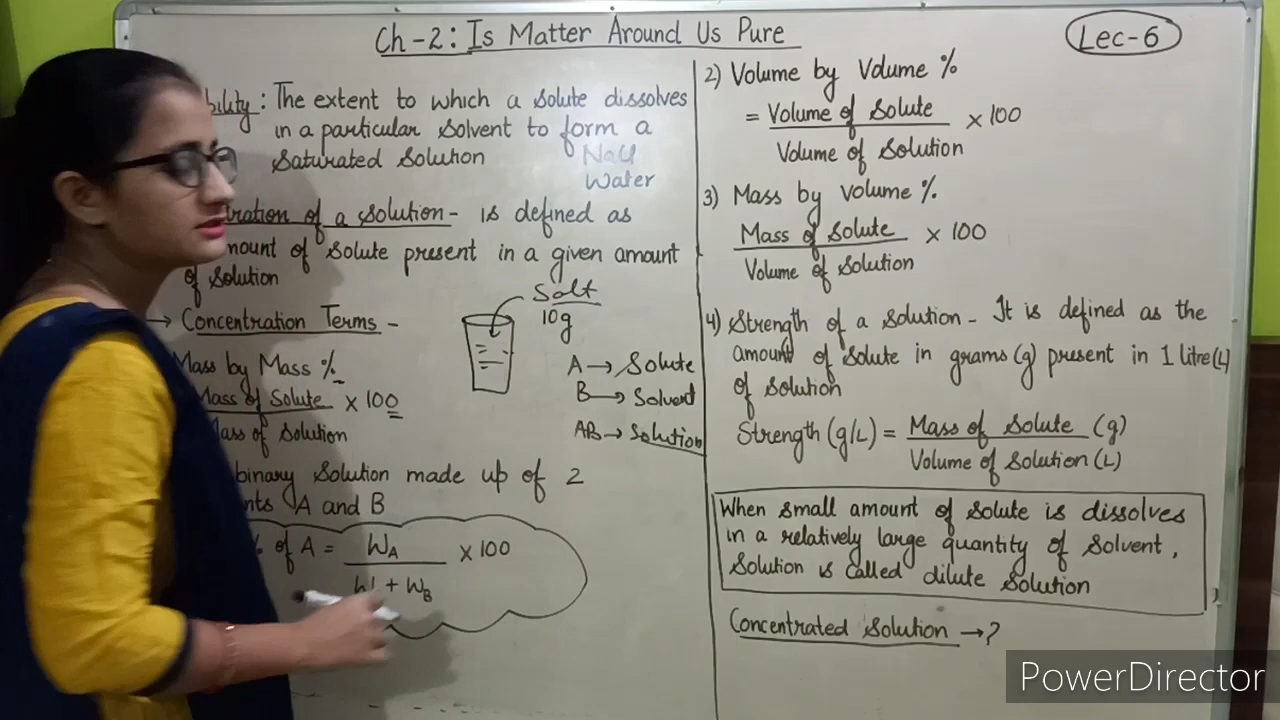 Ch-2: Is Matter Around Us Pure
Lec-6
bility: The extent to which a solute dissolves
in a particular solvent to form a
saturated solution
NaCl
Water
ration of a solution- is defined as
mount of solute present in a given amount
of solution
→ Concentration Terms -
Salt
10g
Mass by Mass %
Mass of solute × 100
Mass of solution
A → Solute
B → Solvent
AB → Solution
binary solution made up of 2
nts A and B
% of A = WA × 100
W + WB
2) Volume by Volume %
= Volume of solute × 100
Volume of solution
3) Mass by volume %
Mass of solute × 100
Volume of solution
4) Strength of a solution - It is defined as the
amount of solute in grams (g) present in 1 litre(L)
of solution
Strength (g/L) = Mass of solute (g)
Volume of solution (L)
When small amount of solute is dissolves
in a relatively large quantity of solvent,
solution is called dilute solution
Concentrated solution → ?
PowerDirector